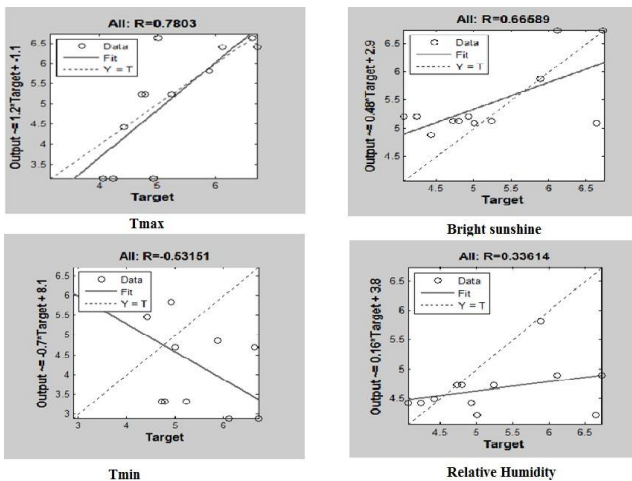 All: R=0.7803
Output ~= 1.2*Target + -1.1
6.5
6
5.5
5
4.5
4
3.5
Data
Fit
Y = T
4
5
6
Target
Tmax
All: R=0.66589
Output ~= 0.48*Target + 2.9
6.5
6
5.5
5
4.5
Data
Fit
Y = T
4.5
5
5.5
6
6.5
Target
Bright sunshine
All: R=-0.53151
Output ~= -0.7*Target + 8.1
6.5
6
5.5
5
4.5
4
3.5
3
Data
Fit
Y = T
3
4
5
6
Target
Tmin
All: R=0.33614
Output ~= 0.16*Target + 3.8
6.5
6
5.5
5
4.5
Data
Fit
Y = T
4.5
5
5.5
6
6.5
Target
Relative Humidity